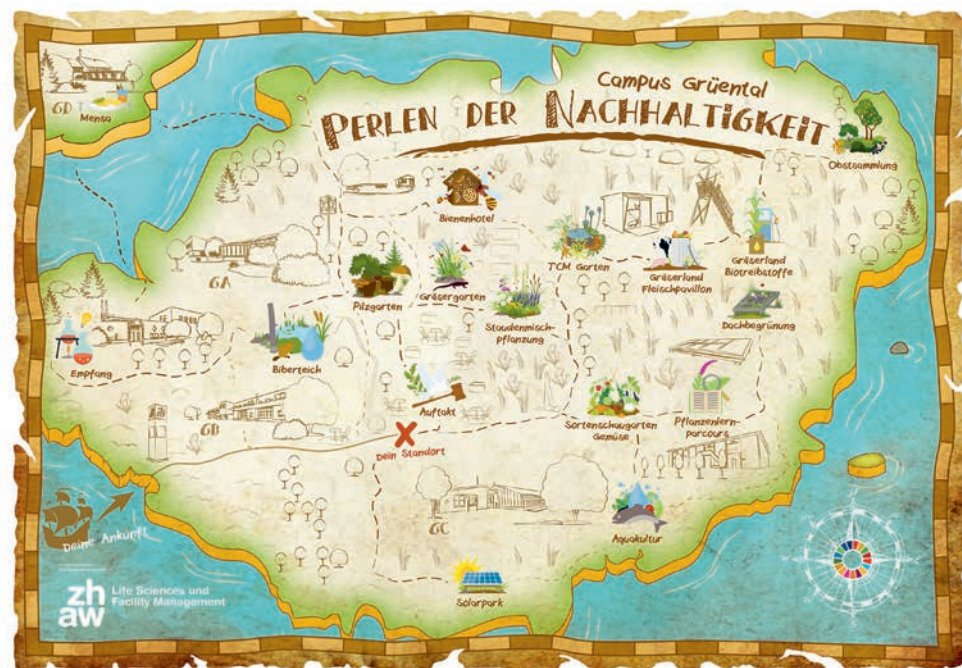 Campus Grüental
PERLEN DER NACHHALTIGKEIT
GD
Mensa
Obstsammlung
Bienenhotel
GA
TCM Garten
Gräserland
Fleischpavillon
Gräserland
Biotreibstoffe
Pilzgarten
Gräsergarten
Staudenmisch-
pflanzung
Dachbegrünung
Empfang
Biberteich
Auftakt
GB
Sortenschaugarten
Gemüse
Pflanzenlern-
parcours
Dein Standort
GC
Deine Ankunft
Aquakultur
Solarpark
zh
aw
Life Sciences und
Facility Management